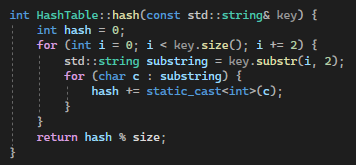 int HashTable::hash(const std::string& key) {
    int hash = 0;
    for (int i = 0; i < key.size(); i += 2) {
        std::string substring = key.substr(i, 2);
        for (char c : substring) {
            hash += static_cast<int>(c);
        }
    }
    return hash % size;
}